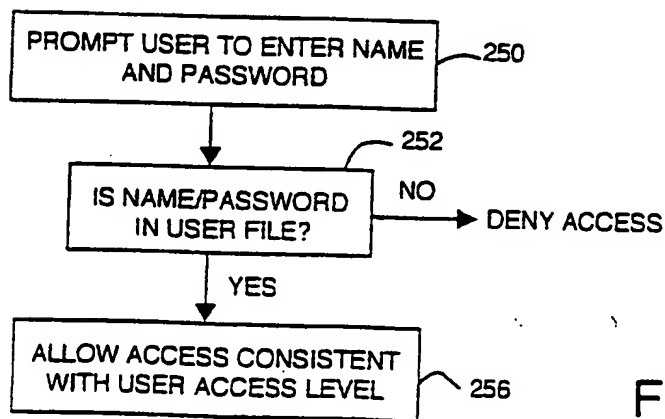 PROMPT USER TO ENTER NAME
AND PASSWORD
250
252
IS NAME/PASSWORD
IN USER FILE?
NO
DENY ACCESS
YES
ALLOW ACCESS CONSISTENT
WITH USER ACCESS LEVEL
256
F